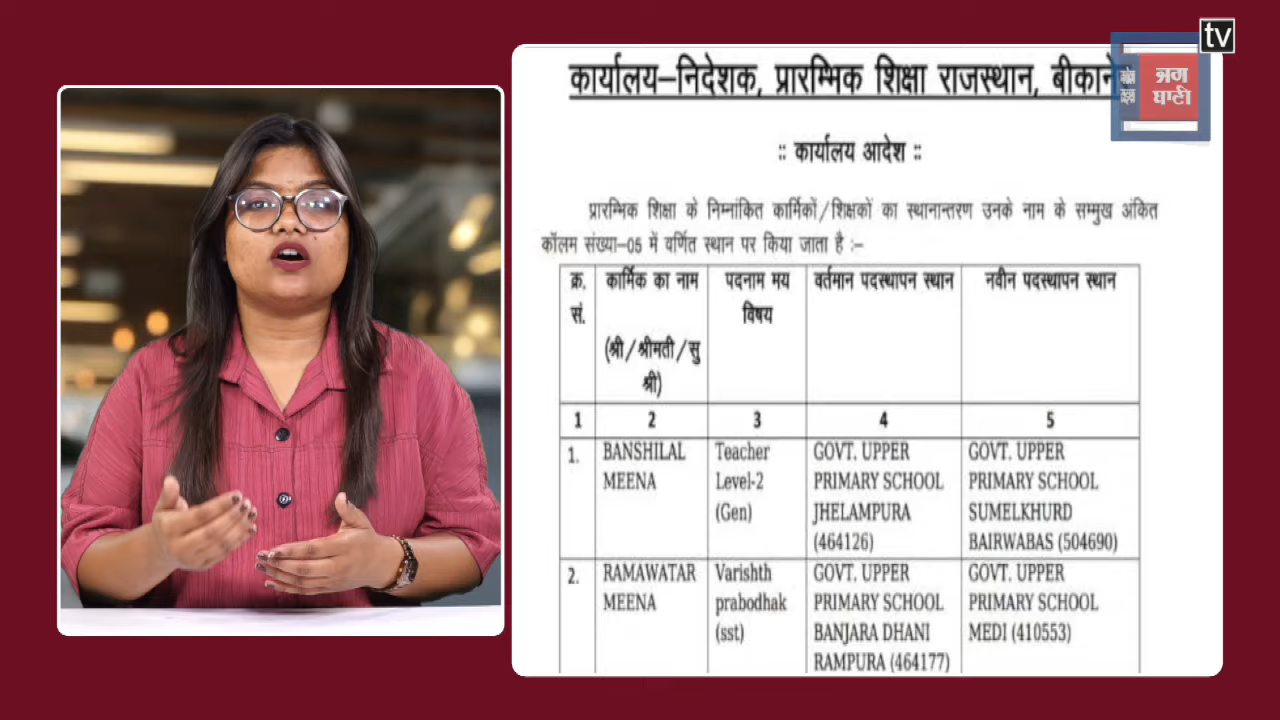 tv
जग
ਬਾਣੀ
कार्यालय–निदेशक, प्रारम्भिक शिक्षा राजस्थान,
:: कार्यालय आदेश ::
प्रारम्भिक शिक्षा के निम्नांकित कार्मिकों/शिक्षकों का स्थानान्तरण उनके नाम के सम्मुख अंकित
कॉलम संख्या–05 में वर्णित स्थान पर किया जाता है :–
क्र. सं.
कार्मिक का नाम
(श्री/श्रीमती/सु
श्री)
पदनाम मय
विषय
वर्तमान पदस्थापन स्थान
नवीन पदस्थापन स्थान
1 2 3 4 5
1.
BANSHILAL
MEENA
Teacher
Level-2
(Gen)
GOVT. UPPER
PRIMARY SCHOOL
JHELAMPURA
(464126)
GOVT. UPPER
PRIMARY SCHOOL
SUMELKHURD
BAIRWABAS (504690)
2.
RAMAWATAR
MEENA
Varishth
prabodhak
(sst)
GOVT. UPPER
PRIMARY SCHOOL
BANJARA DHANI
RAMPURA (464177)
GOVT. UPPER
PRIMARY SCHOOL
MEDI (410553)